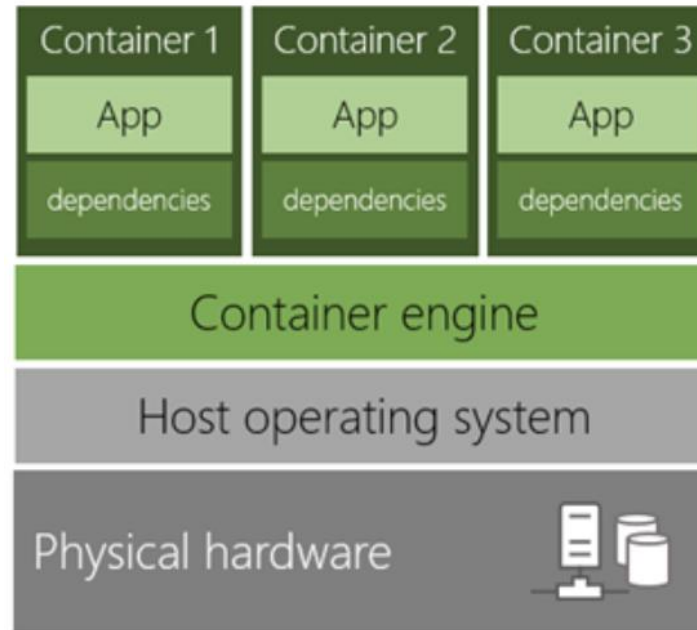 Container 1 Container 2 Container 3
App App App
dependencies dependencies dependencies
Container engine
Host operating system
Physical hardware